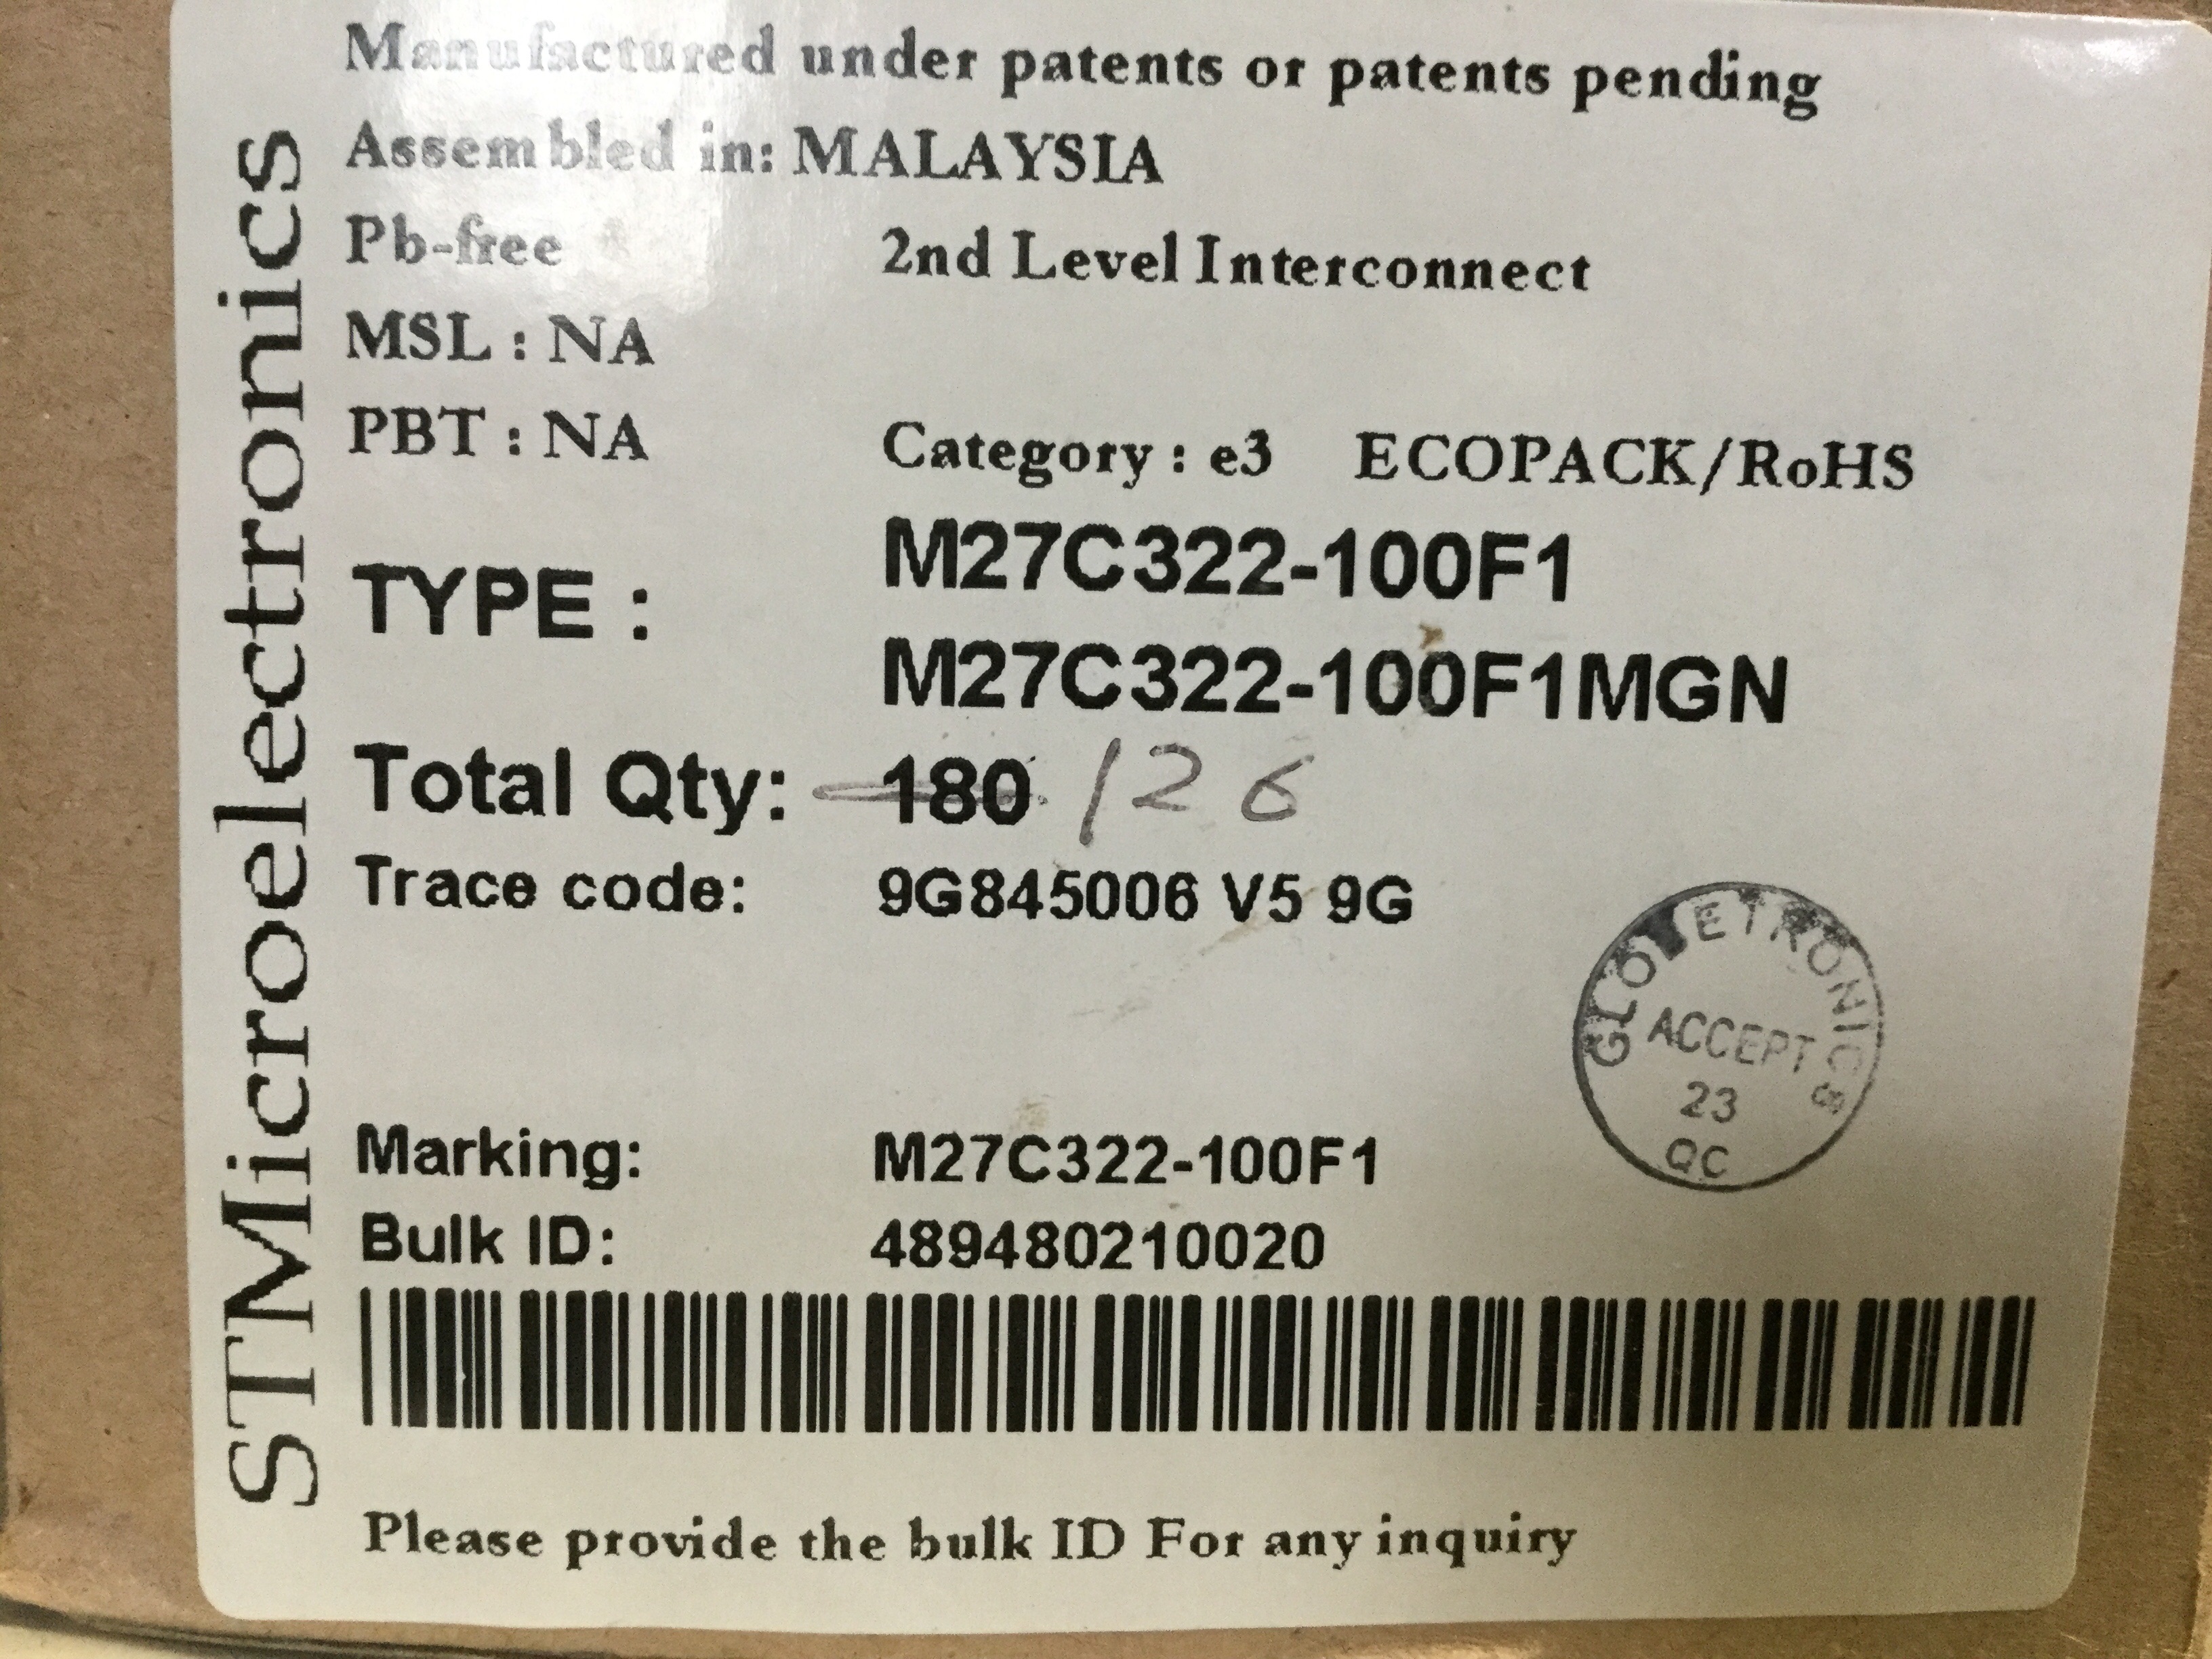 STMicroelectronics
Manufactured under patents or patents pending
Assembled in: MALAYSIA
Pb-free 2nd Level Interconnect
MSL : NA
PBT : NA Category : e3 ECOPACK/RoHS
TYPE : M27C322-100F1
M27C322-100F1MGN
Total Qty: 180 126
Trace code: 9G845006 V5 9G
GLOBETRONICS
ACCEPT
23
QC
Marking: M27C322-100F1
Bulk ID: 489480210020
Please provide the bulk ID For any inquiry